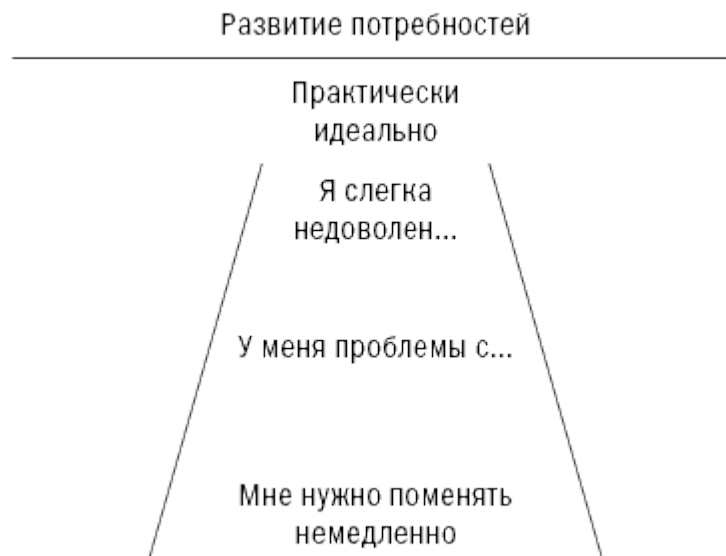 Развитие потребностей
Практически
идеально
Я слегка
недоволен...
У меня проблемы с...
Мне нужно поменять
немедленно